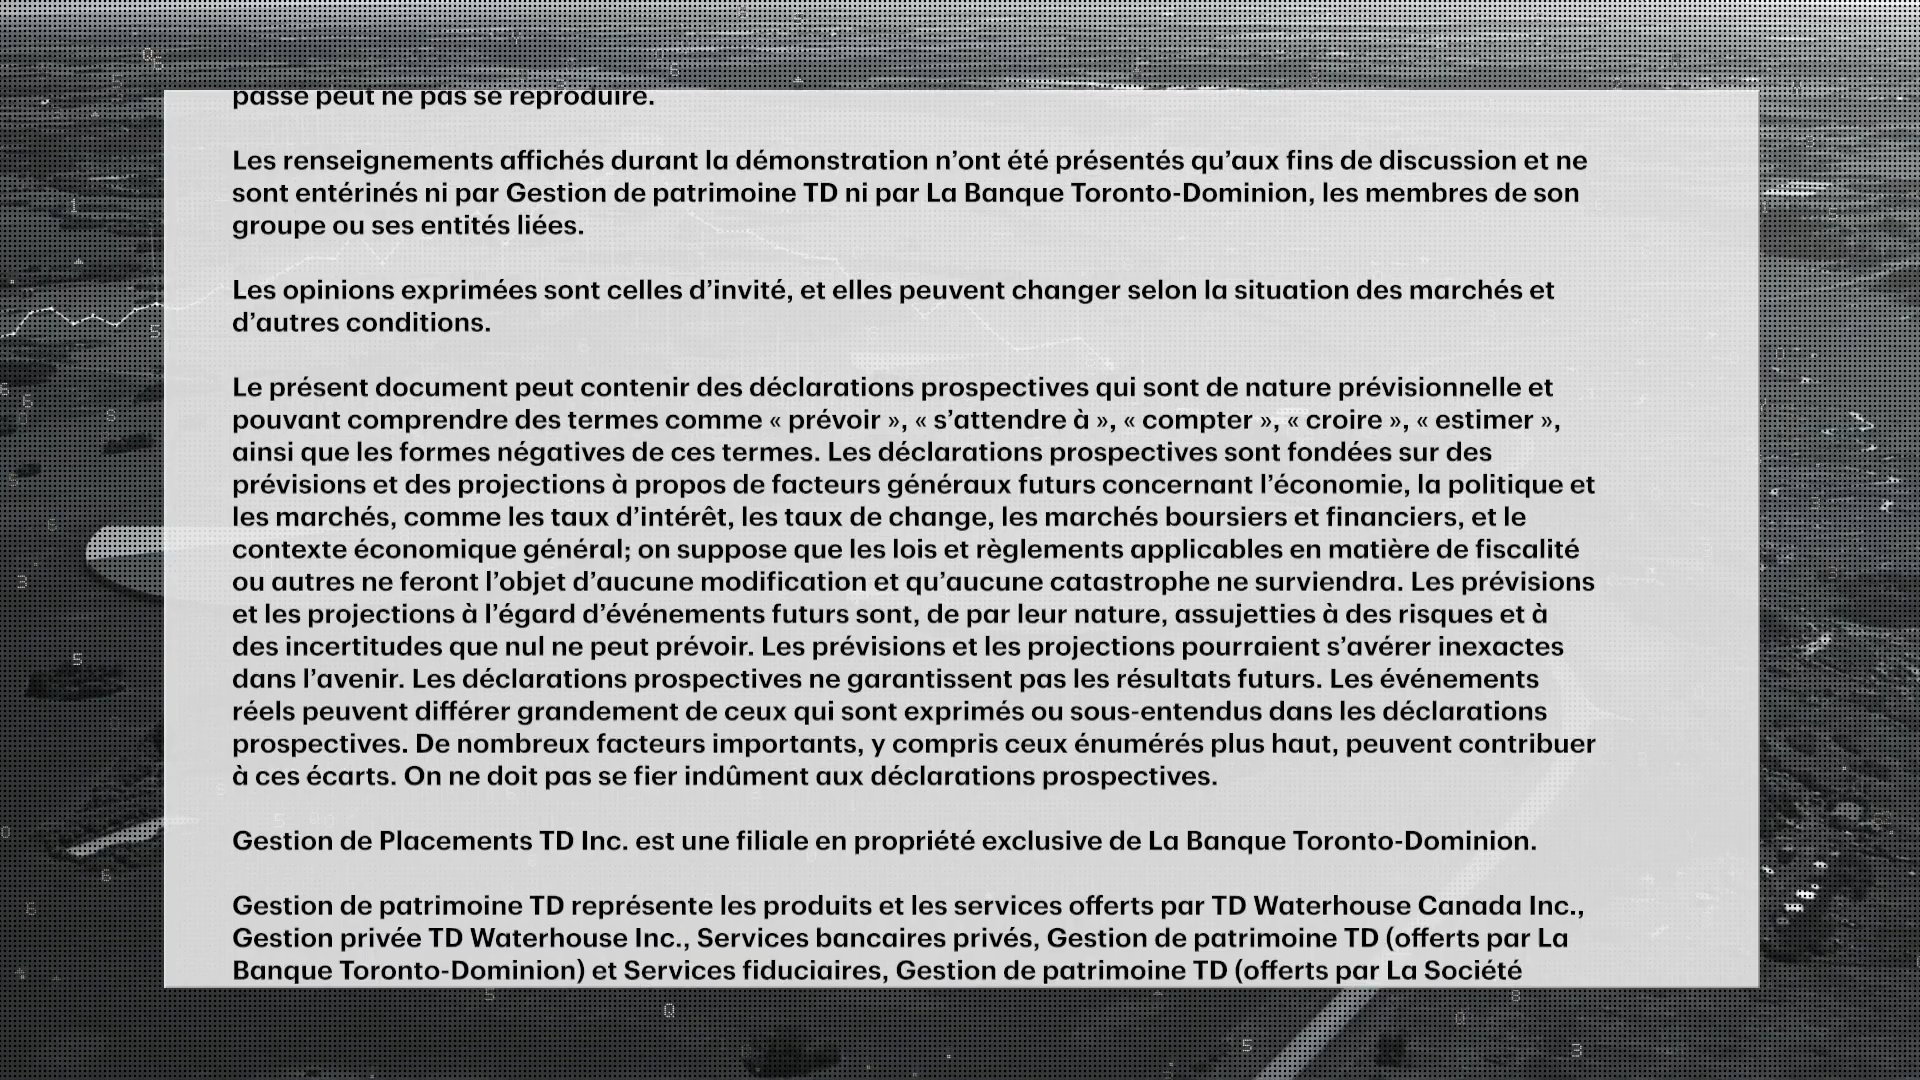 passé peut ne pas se reproduire.
Les renseignements affichés durant la démonstration n’ont été présentés qu’aux fins de discussion et ne
sont entérinés ni par Gestion de patrimoine TD ni par La Banque Toronto-Dominion, les membres de son
groupe ou ses entités liées.
Les opinions exprimées sont celles d’invité, et elles peuvent changer selon la situation des marchés et
d’autres conditions.
Le présent document peut contenir des déclarations prospectives qui sont de nature prévisionnelle et
pouvant comprendre des termes comme « prévoir », « s’attendre à », « compter », « croire », « estimer »,
ainsi que les formes négatives de ces termes. Les déclarations prospectives sont fondées sur des
prévisions et des projections à propos de facteurs généraux futurs concernant l’économie, la politique et
les marchés, comme les taux d’intérêt, les taux de change, les marchés boursiers et financiers, et le
contexte économique général; on suppose que les lois et règlements applicables en matière de fiscalité
ou autres ne feront l’objet d’aucune modification et qu’aucune catastrophe ne surviendra. Les prévisions
et les projections à l’égard d’événements futurs sont, de par leur nature, assujetties à des risques et à
des incertitudes que nul ne peut prévoir. Les prévisions et les projections pourraient s’avérer inexactes
dans l’avenir. Les déclarations prospectives ne garantissent pas les résultats futurs. Les événements
réels peuvent différer grandement de ceux qui sont exprimés ou sous-entendus dans les déclarations
prospectives. De nombreux facteurs importants, y compris ceux énumérés plus haut, peuvent contribuer
à ces écarts. On ne doit pas se fier indûment aux déclarations prospectives.
Gestion de Placements TD Inc. est une filiale en propriété exclusive de La Banque Toronto-Dominion.
Gestion de patrimoine TD représente les produits et les services offerts par TD Waterhouse Canada Inc.,
Gestion privée TD Waterhouse Inc., Services bancaires privés, Gestion de patrimoine TD (offerts par La
Banque Toronto-Dominion) et Services fiduciaires, Gestion de patrimoine TD (offerts par La Société